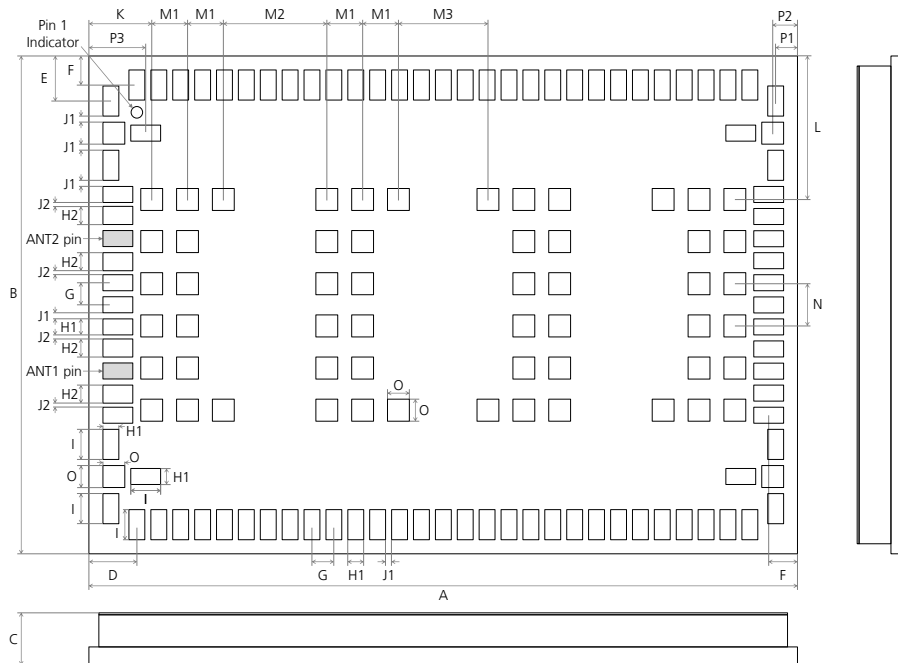 K M1 M1 M2 M1 M1 M3 P2
Pin 1
Indicator
P3 P1
F
E
J1
L
J1
J1
J2
H2
ANT2 pin
H2
J2
B
G
N
J1
H1
J2
H2
ANT1 pin
O
H2
O
J2
H1
I
O
O
H1
I
I
I
D G H1 J1 F
A
C